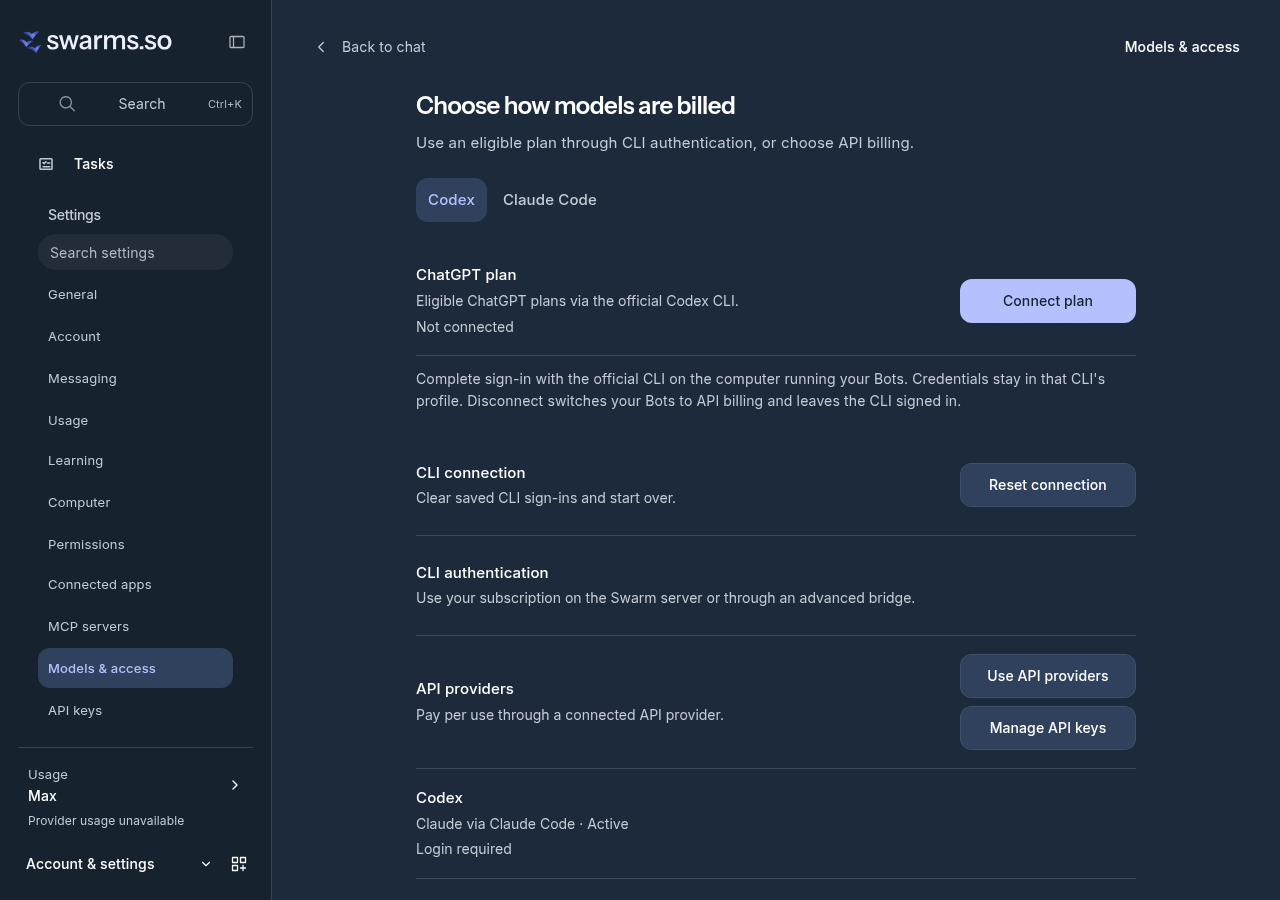 swarms.so
Search
Ctrl+K
Tasks
Settings
Search settings
General
Account
Messaging
Usage
Learning
Computer
Permissions
Connected apps
MCP servers
Models & access
API keys
Usage
Max
Provider usage unavailable
Account & settings
Back to chat
Models & access
Choose how models are billed
Use an eligible plan through CLI authentication, or choose API billing.
Codex
Claude Code
ChatGPT plan
Eligible ChatGPT plans via the official Codex CLI.
Not connected
Connect plan
Complete sign-in with the official CLI on the computer running your Bots. Credentials stay in that CLI's
profile. Disconnect switches your Bots to API billing and leaves the CLI signed in.
CLI connection
Clear saved CLI sign-ins and start over.
Reset connection
CLI authentication
Use your subscription on the Swarm server or through an advanced bridge.
API providers
Pay per use through a connected API provider.
Use API providers
Manage API keys
Codex
Claude via Claude Code · Active
Login required